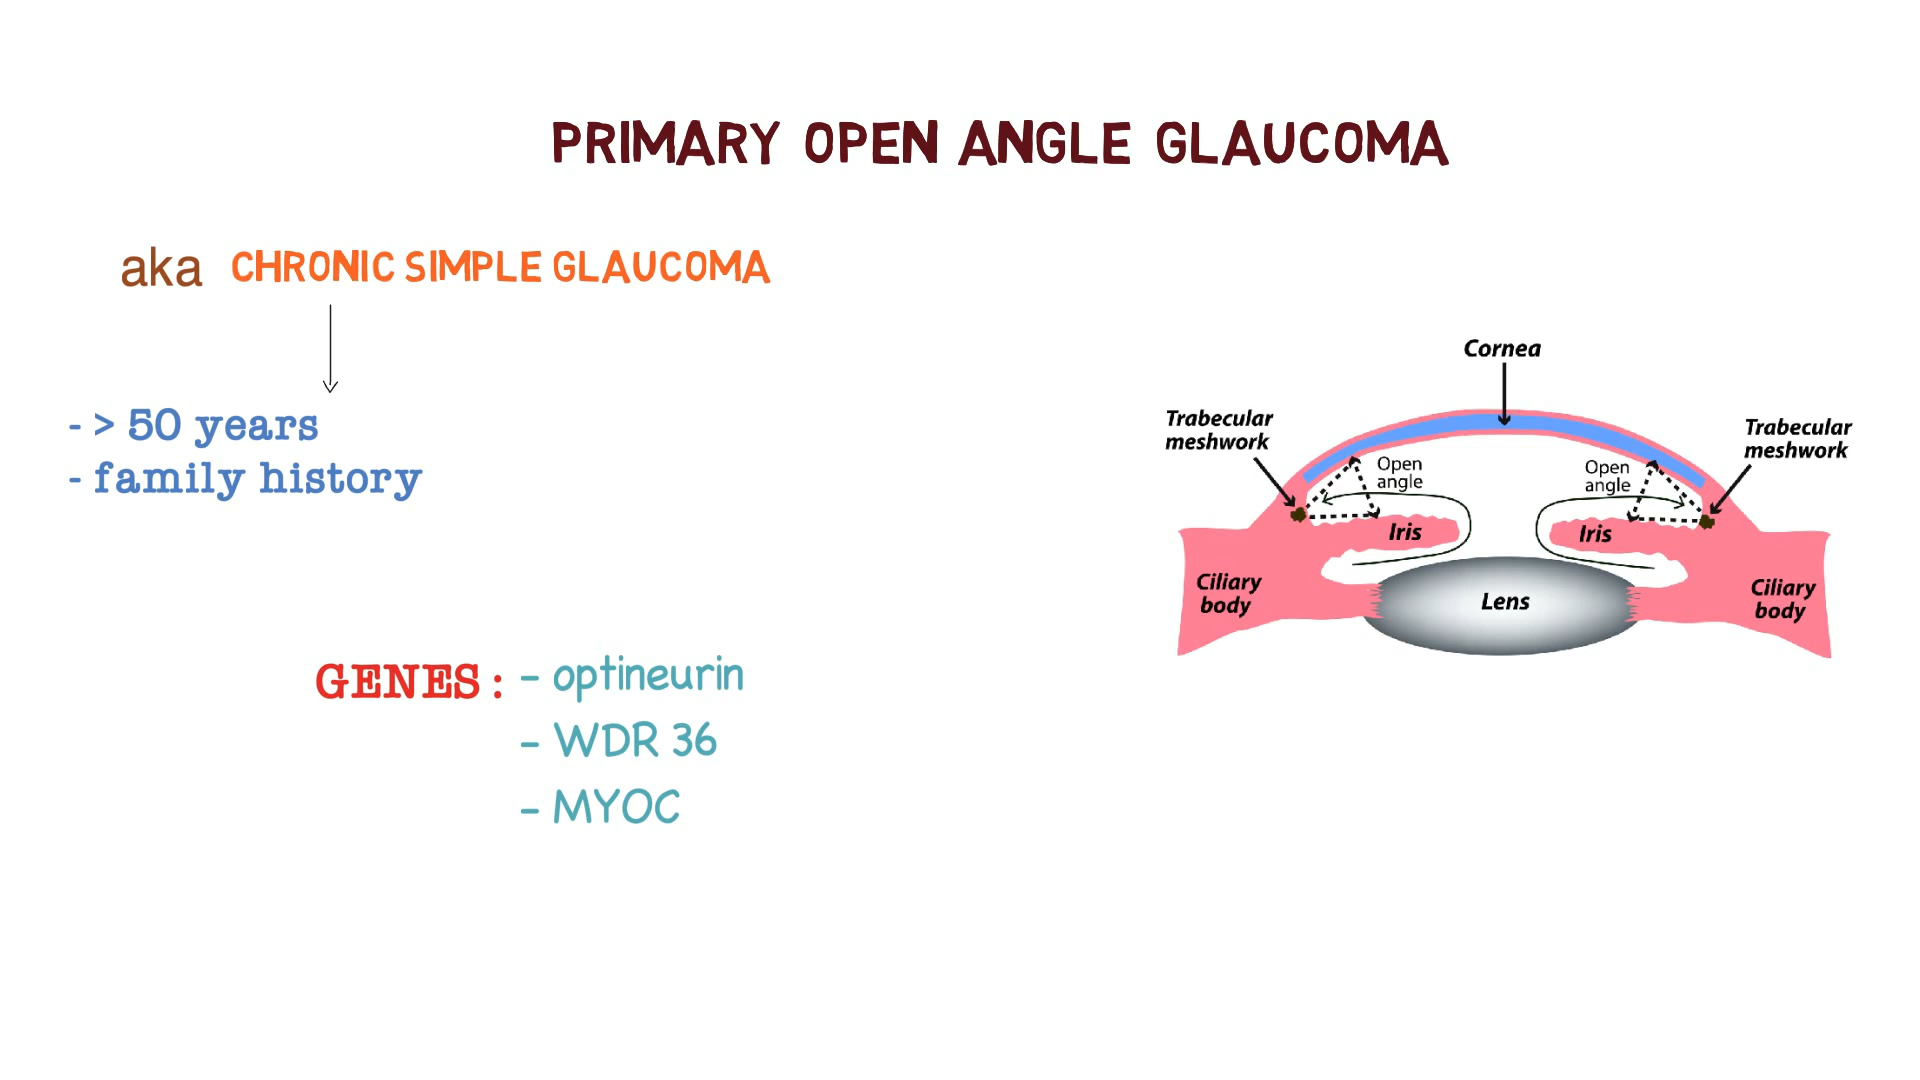 PRIMARY OPEN ANGLE GLAUCOMA
aka CHRONIC SIMPLE GLAUCOMA
- > 50 years
- family history
GENES : - optineurin
- WDR 36
- MYOC
Cornea
Trabecular
meshwork
Trabecular
meshwork
Open
angle
Open
angle
Iris
Iris
Ciliary
body
Lens
Ciliary
body